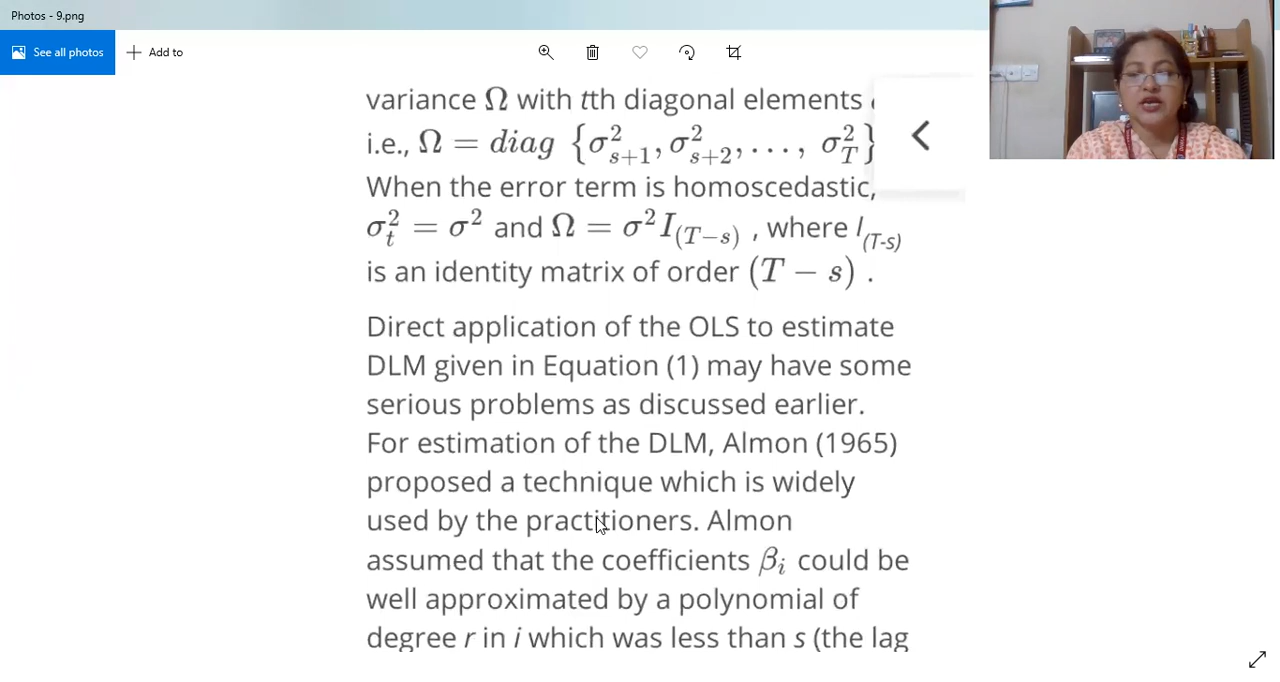 Photos - 9.png
See all photos
Add to
variance Ω with tth diagonal elements
i.e., Ω = diag {σ²ₛ₊₁, σ²ₛ₊₂, ..., σ²_T}
When the error term is homoscedastic,
σ²ₜ = σ² and Ω = σ²I_(T−s) , where I_(T-s)
is an identity matrix of order (T − s) .
Direct application of the OLS to estimate
DLM given in Equation (1) may have some
serious problems as discussed earlier.
For estimation of the DLM, Almon (1965)
proposed a technique which is widely
used by the practitioners. Almon
assumed that the coefficients βᵢ could be
well approximated by a polynomial of
degree r in i which was less than s (the lag